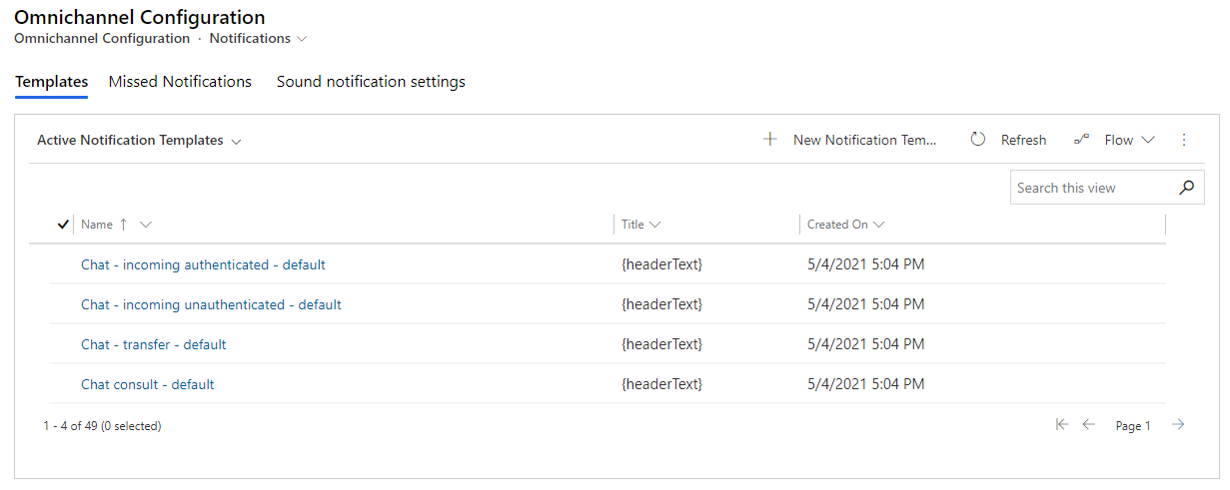 Omnichannel Configuration
Omnichannel Configuration · Notifications
Templates Missed Notifications Sound notification settings
Active Notification Templates New Notification Tem... Refresh Flow
Search this view
Name Title Created On
Chat - incoming authenticated - default {headerText} 5/4/2021 5:04 PM
Chat - incoming unauthenticated - default {headerText} 5/4/2021 5:04 PM
Chat - transfer - default {headerText} 5/4/2021 5:04 PM
Chat consult - default {headerText} 5/4/2021 5:04 PM
1 - 4 of 49 (0 selected) Page 1